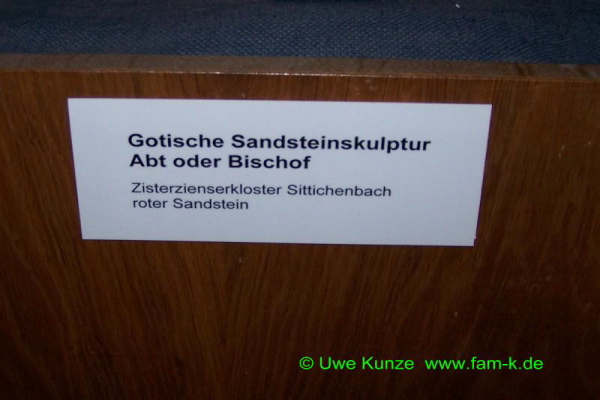 Gotische Sandsteinskulptur
Abt oder Bischof
Zisterzienserkloster Sittichenbach
roter Sandstein
© Uwe Kunze www.fam-k.de